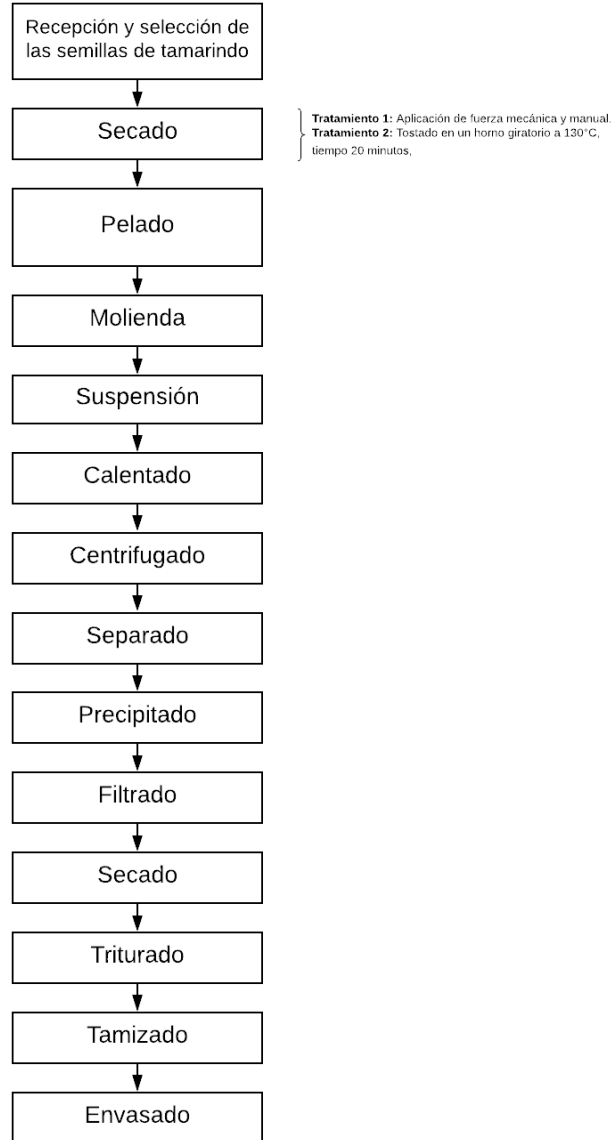 Recepción y selección de
las semillas de tamarindo
Secado
Tratamiento 1: Aplicación de fuerza mecánica y manual.
Tratamiento 2: Tostado en un horno giratorio a 130°C,
tiempo 20 minutos,
Pelado
Molienda
Suspensión
Calentado
Centrifugado
Separado
Precipitado
Filtrado
Secado
Triturado
Tamizado
Envasado